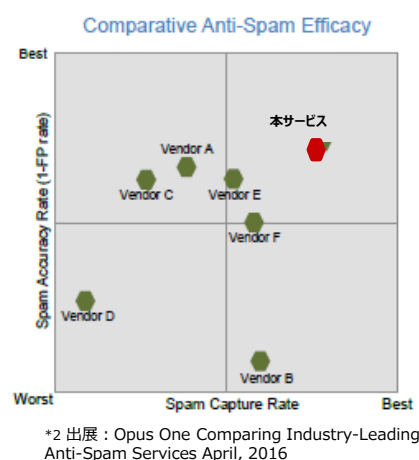 Comparative Anti-Spam Efficacy
Best
Spam Accuracy Rate (1-FP rate)
本サービス
Vendor A
Vendor C
Vendor E
Vendor F
Vendor D
Vendor B
Worst
Spam Capture Rate
Best
*2 出展：Opus One Comparing Industry-Leading
Anti-Spam Services April, 2016